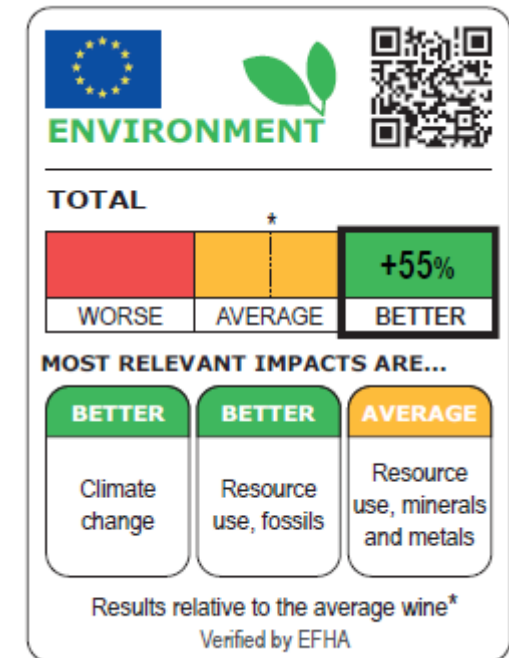 ENVIRONMENT
TOTAL
*
+55%
WORSE AVERAGE BETTER
MOST RELEVANT IMPACTS ARE...
BETTER BETTER AVERAGE
Climate change
Resource use, fossils
Resource use, minerals and metals
Results relative to the average wine*
Verified by EFHA